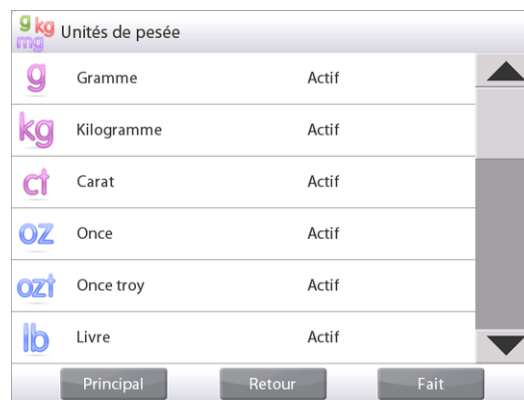 g kg mg Unités de pesée
g Gramme Actif
kg Kilogramme Actif
ct Carat Actif
oz Once Actif
ozt Once troy Actif
lb Livre Actif
Principal Retour Fait